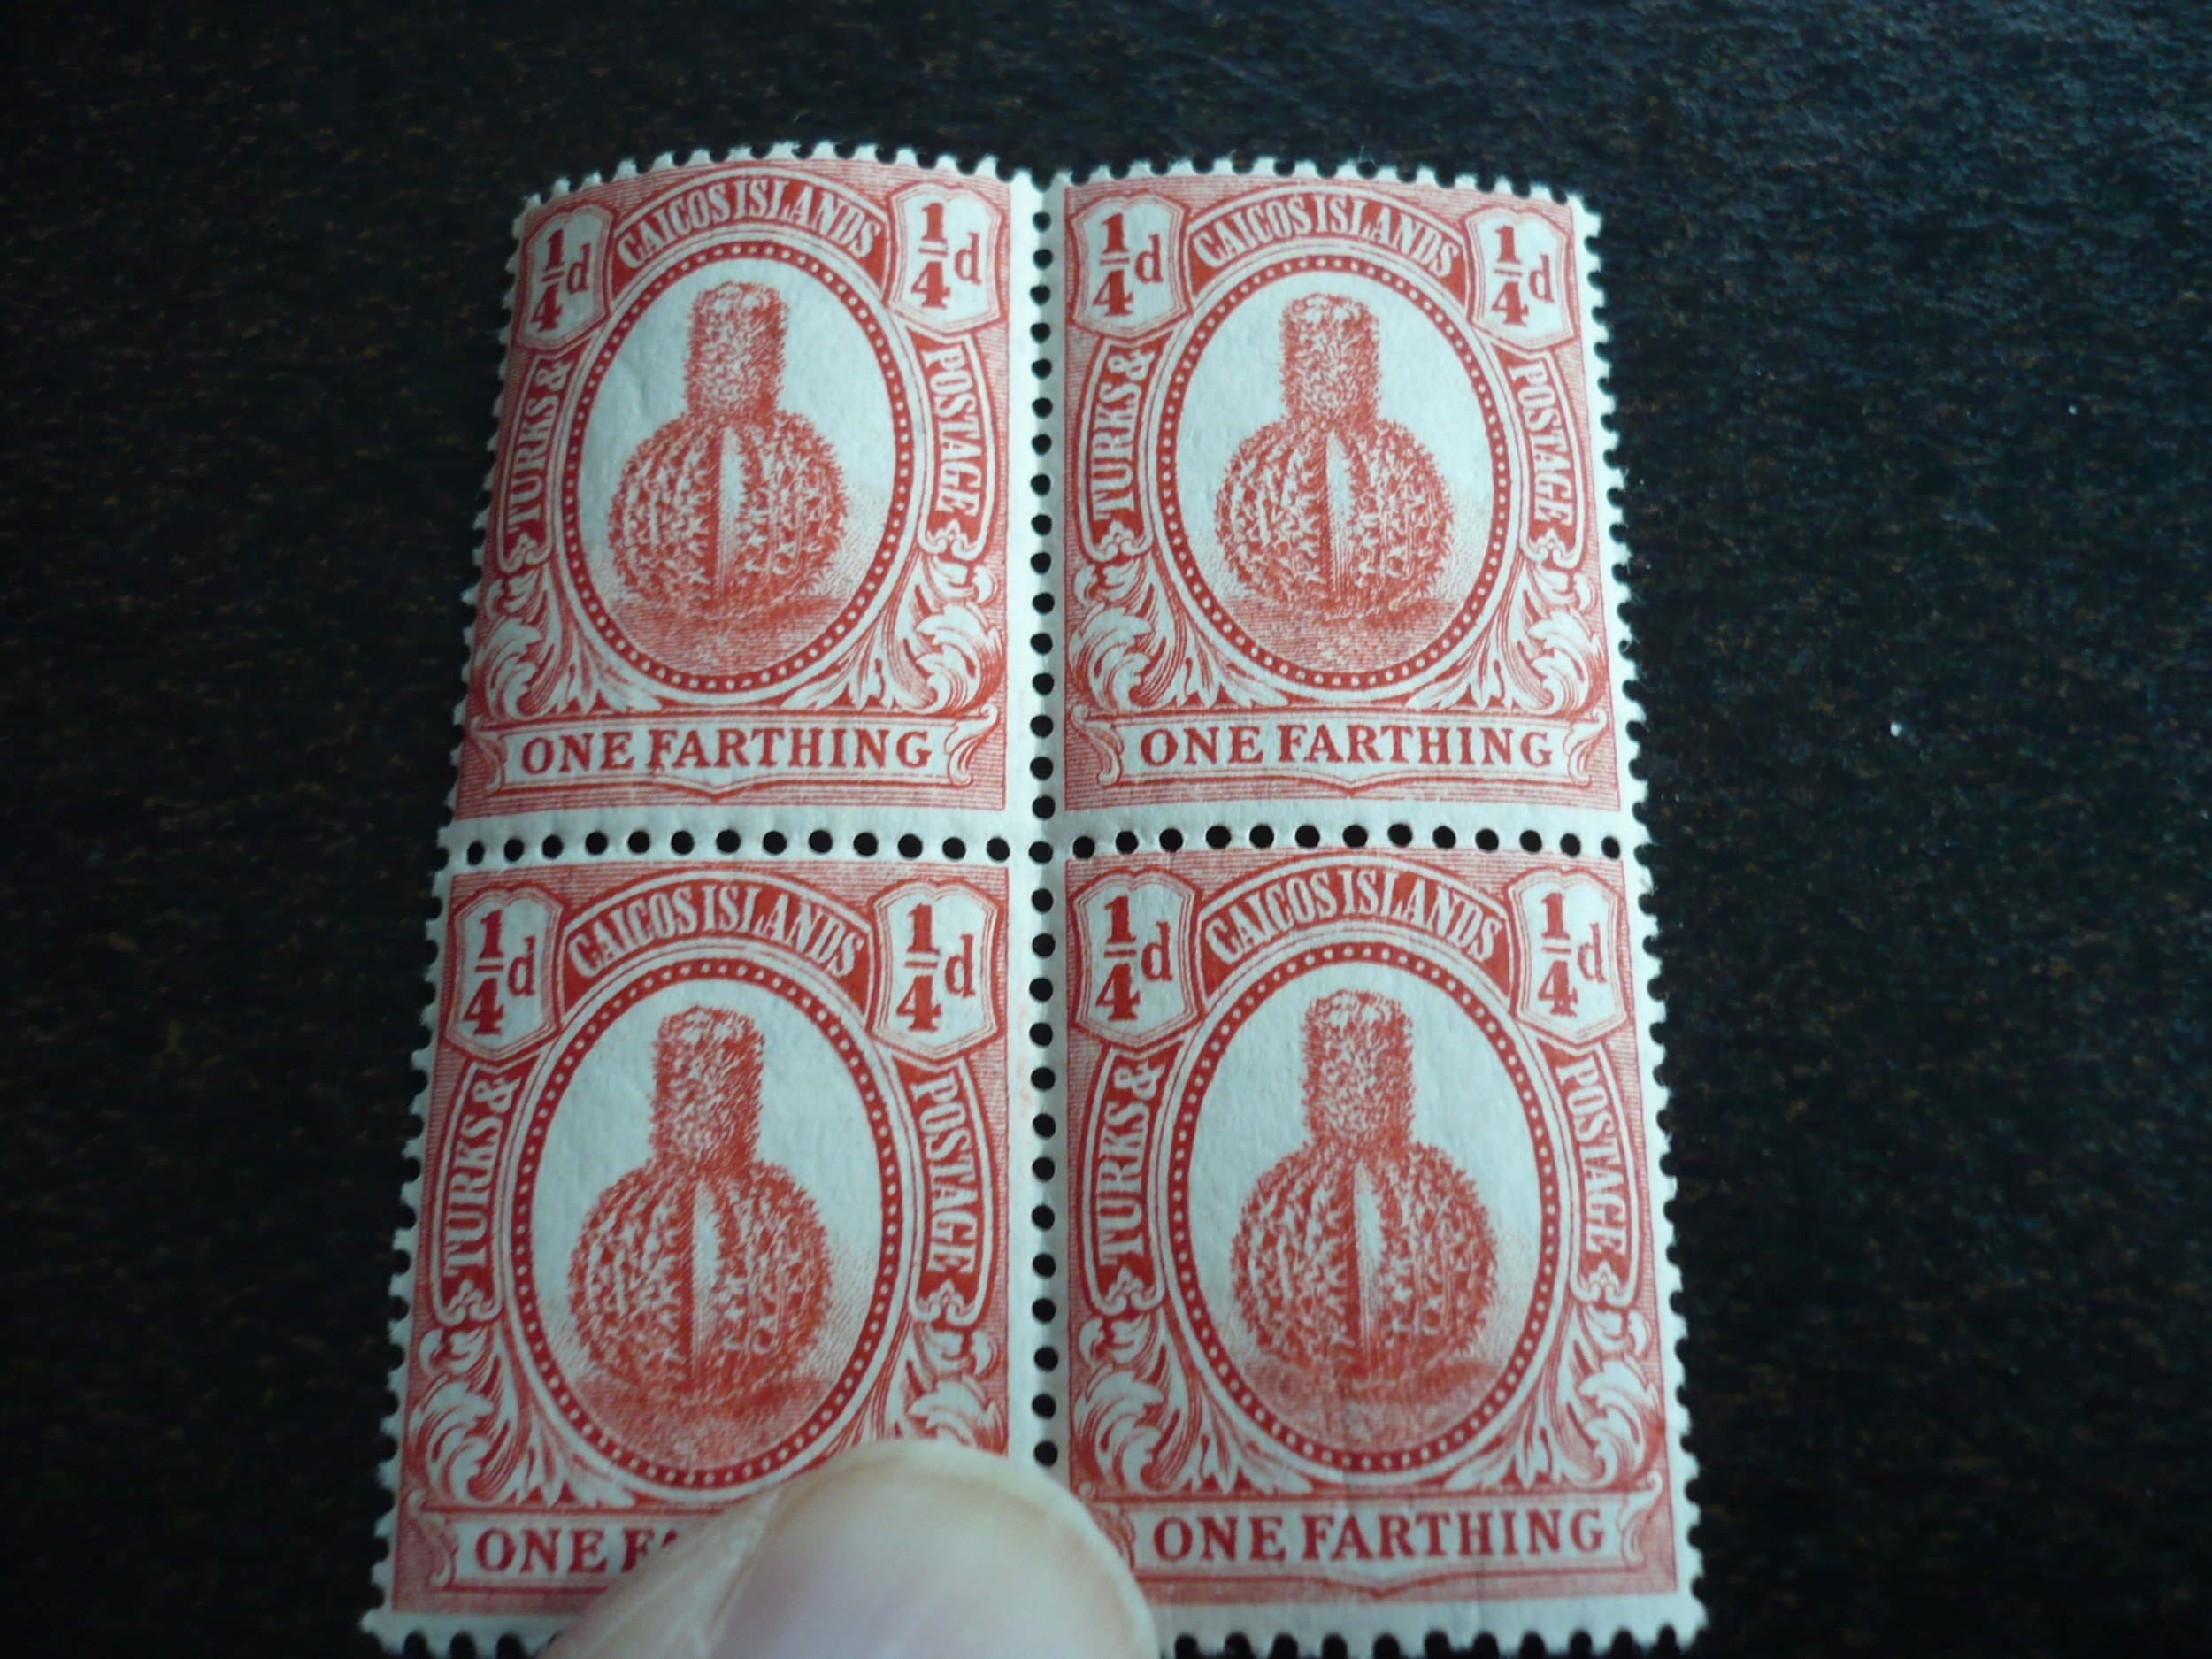 CAICOS ISLANDS
1/4d 1/4d
TURKS & POSTAGE
ONE FARTHING
CAICOS ISLANDS
1/4d 1/4d
TURKS & POSTAGE
ONE FARTHING
CAICOS ISLANDS
1/4d 1/4d
TURKS & POSTAGE
ONE
CAICOS ISLANDS
1/4d 1/4d
TURKS & POSTAGE
ONE FARTHING